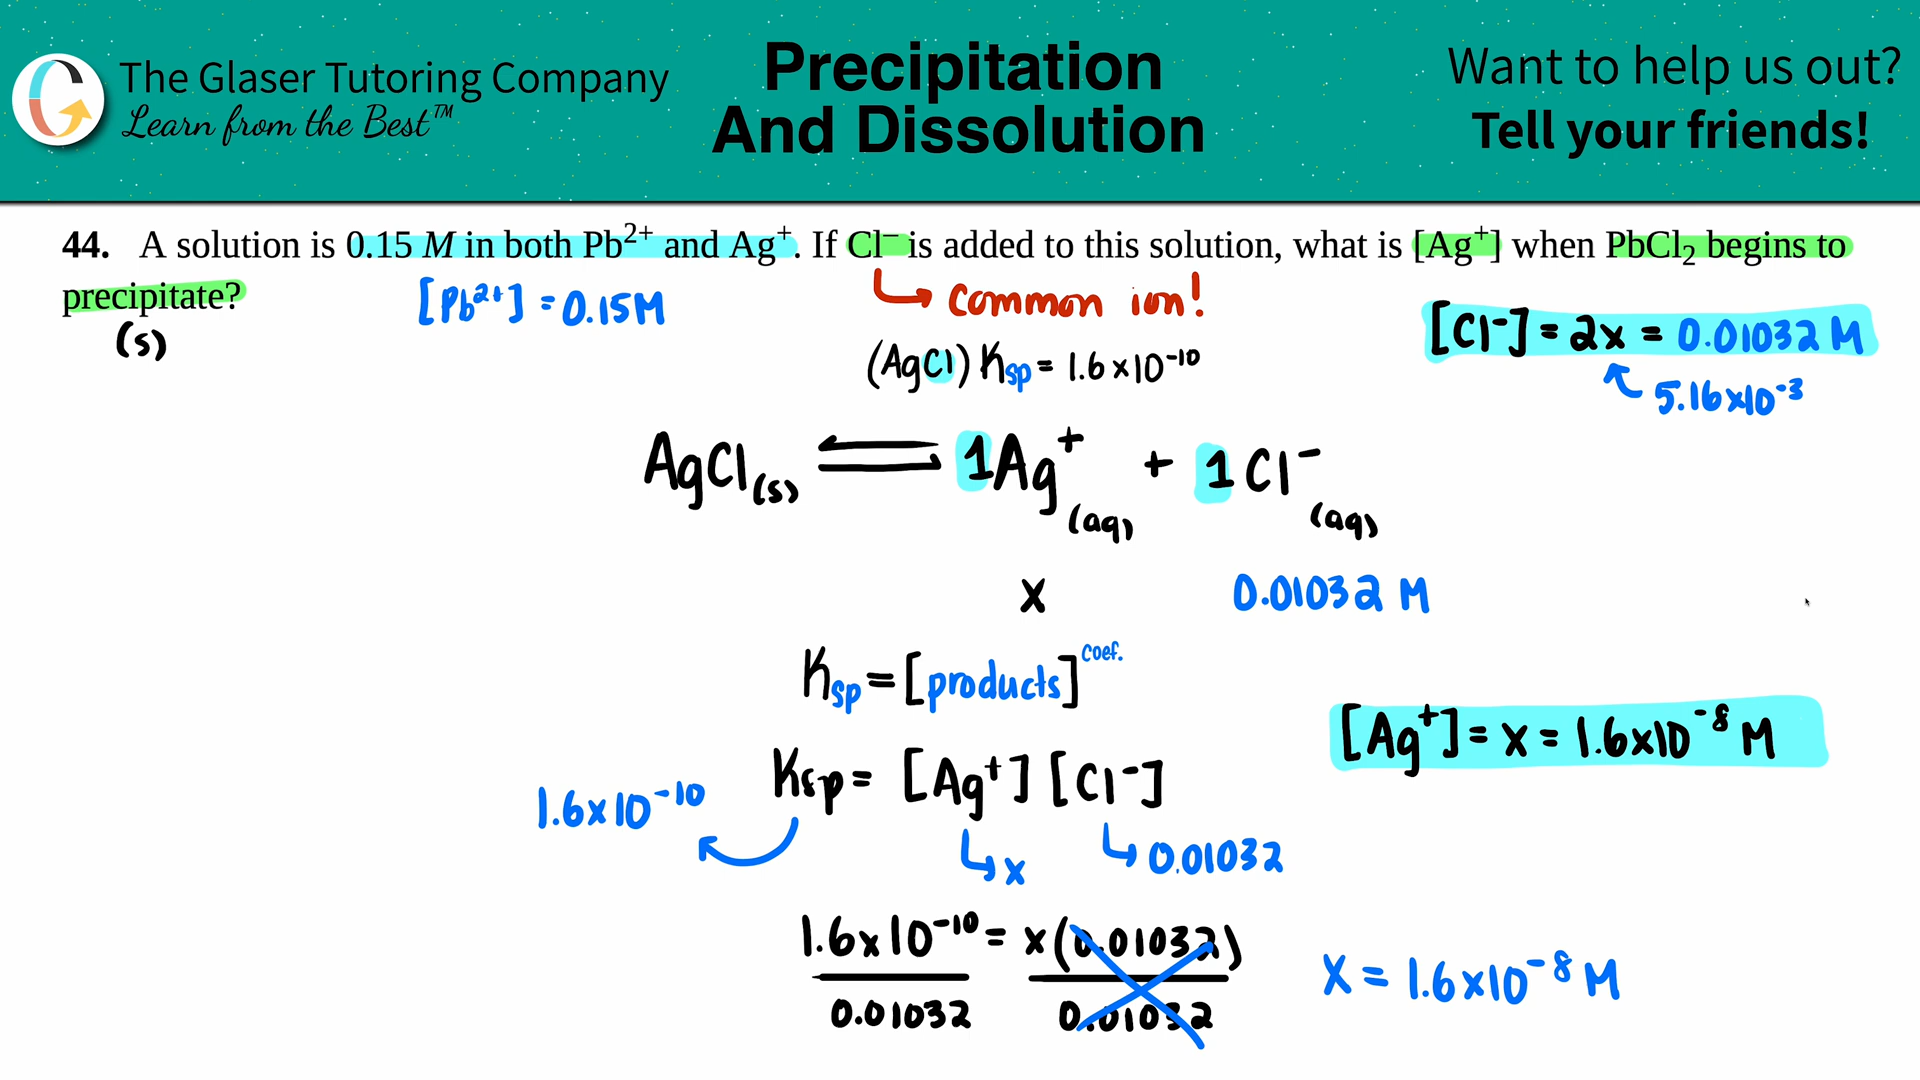 The Glaser Tutoring Company
Learn from the Best™
Precipitation
And Dissolution
Want to help us out?
Tell your friends!
44. A solution is 0.15 M in both Pb²⁺ and Ag⁺. If Cl⁻ is added to this solution, what is [Ag⁺] when PbCl₂ begins to
precipitate?
(s)
[Pb²⁺] = 0.15M
common ion!
(AgCl) Ksp = 1.6x10⁻¹⁰
[Cl⁻] = 2x = 0.01032 M
5.16x10⁻³
AgCl(s) ⇌ 1Ag⁺(aq) + 1Cl⁻(aq)
x 0.01032 M
Ksp = [products]^coef.
[Ag⁺] = x = 1.6x10⁻⁸ M
Ksp = [Ag⁺][Cl⁻]
1.6x10⁻¹⁰
x
0.01032
1.6x10⁻¹⁰ = x(0.01032)
0.01032 0.01032
x = 1.6x10⁻⁸ M